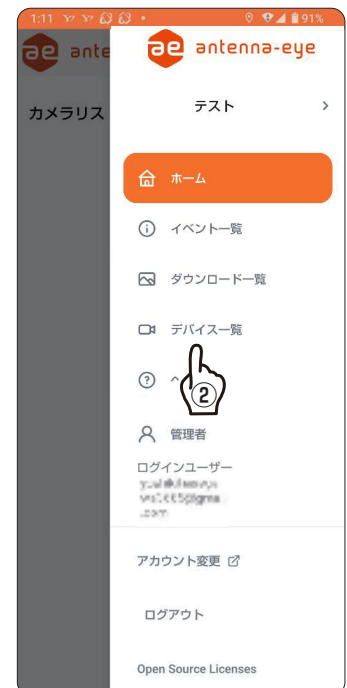 1:11
91%
ae ante
ae antenna-eye
カメラリス
テスト
ホーム
イベント一覧
ダウンロード一覧
デバイス一覧
ヘ
②
管理者
ログインユーザー
アカウント変更
ログアウト
Open Source Licenses